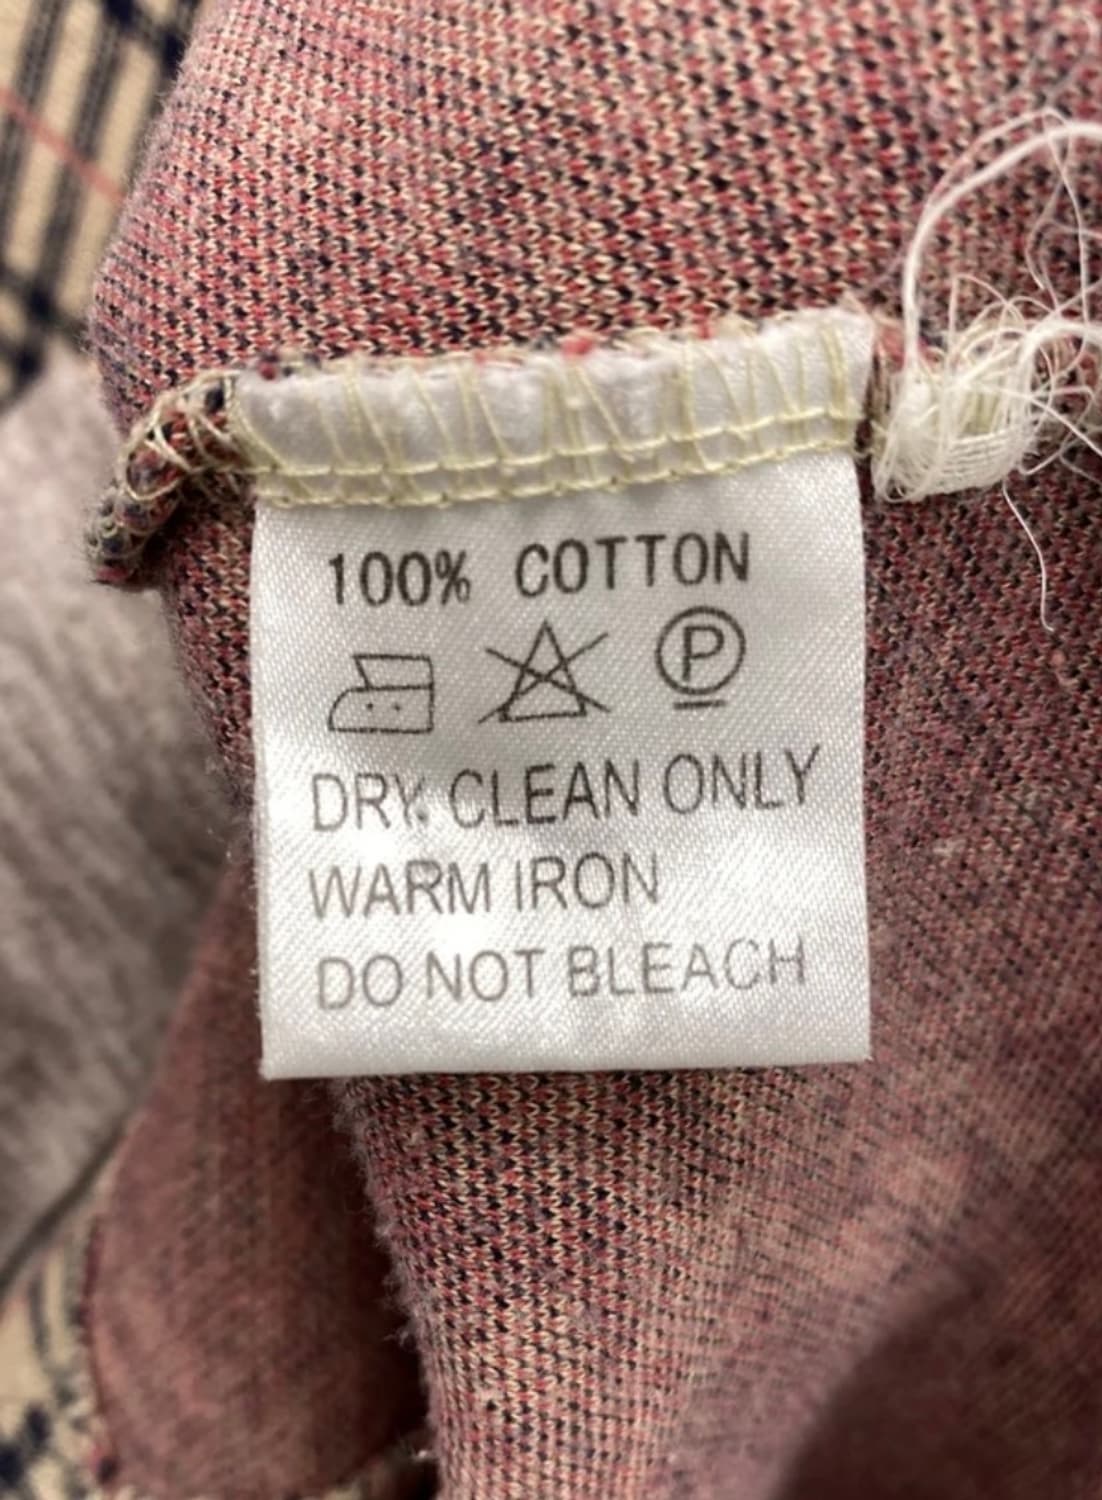 100% COTTON
P
DRY CLEAN ONLY
WARM IRON
DO NOT BLEACH